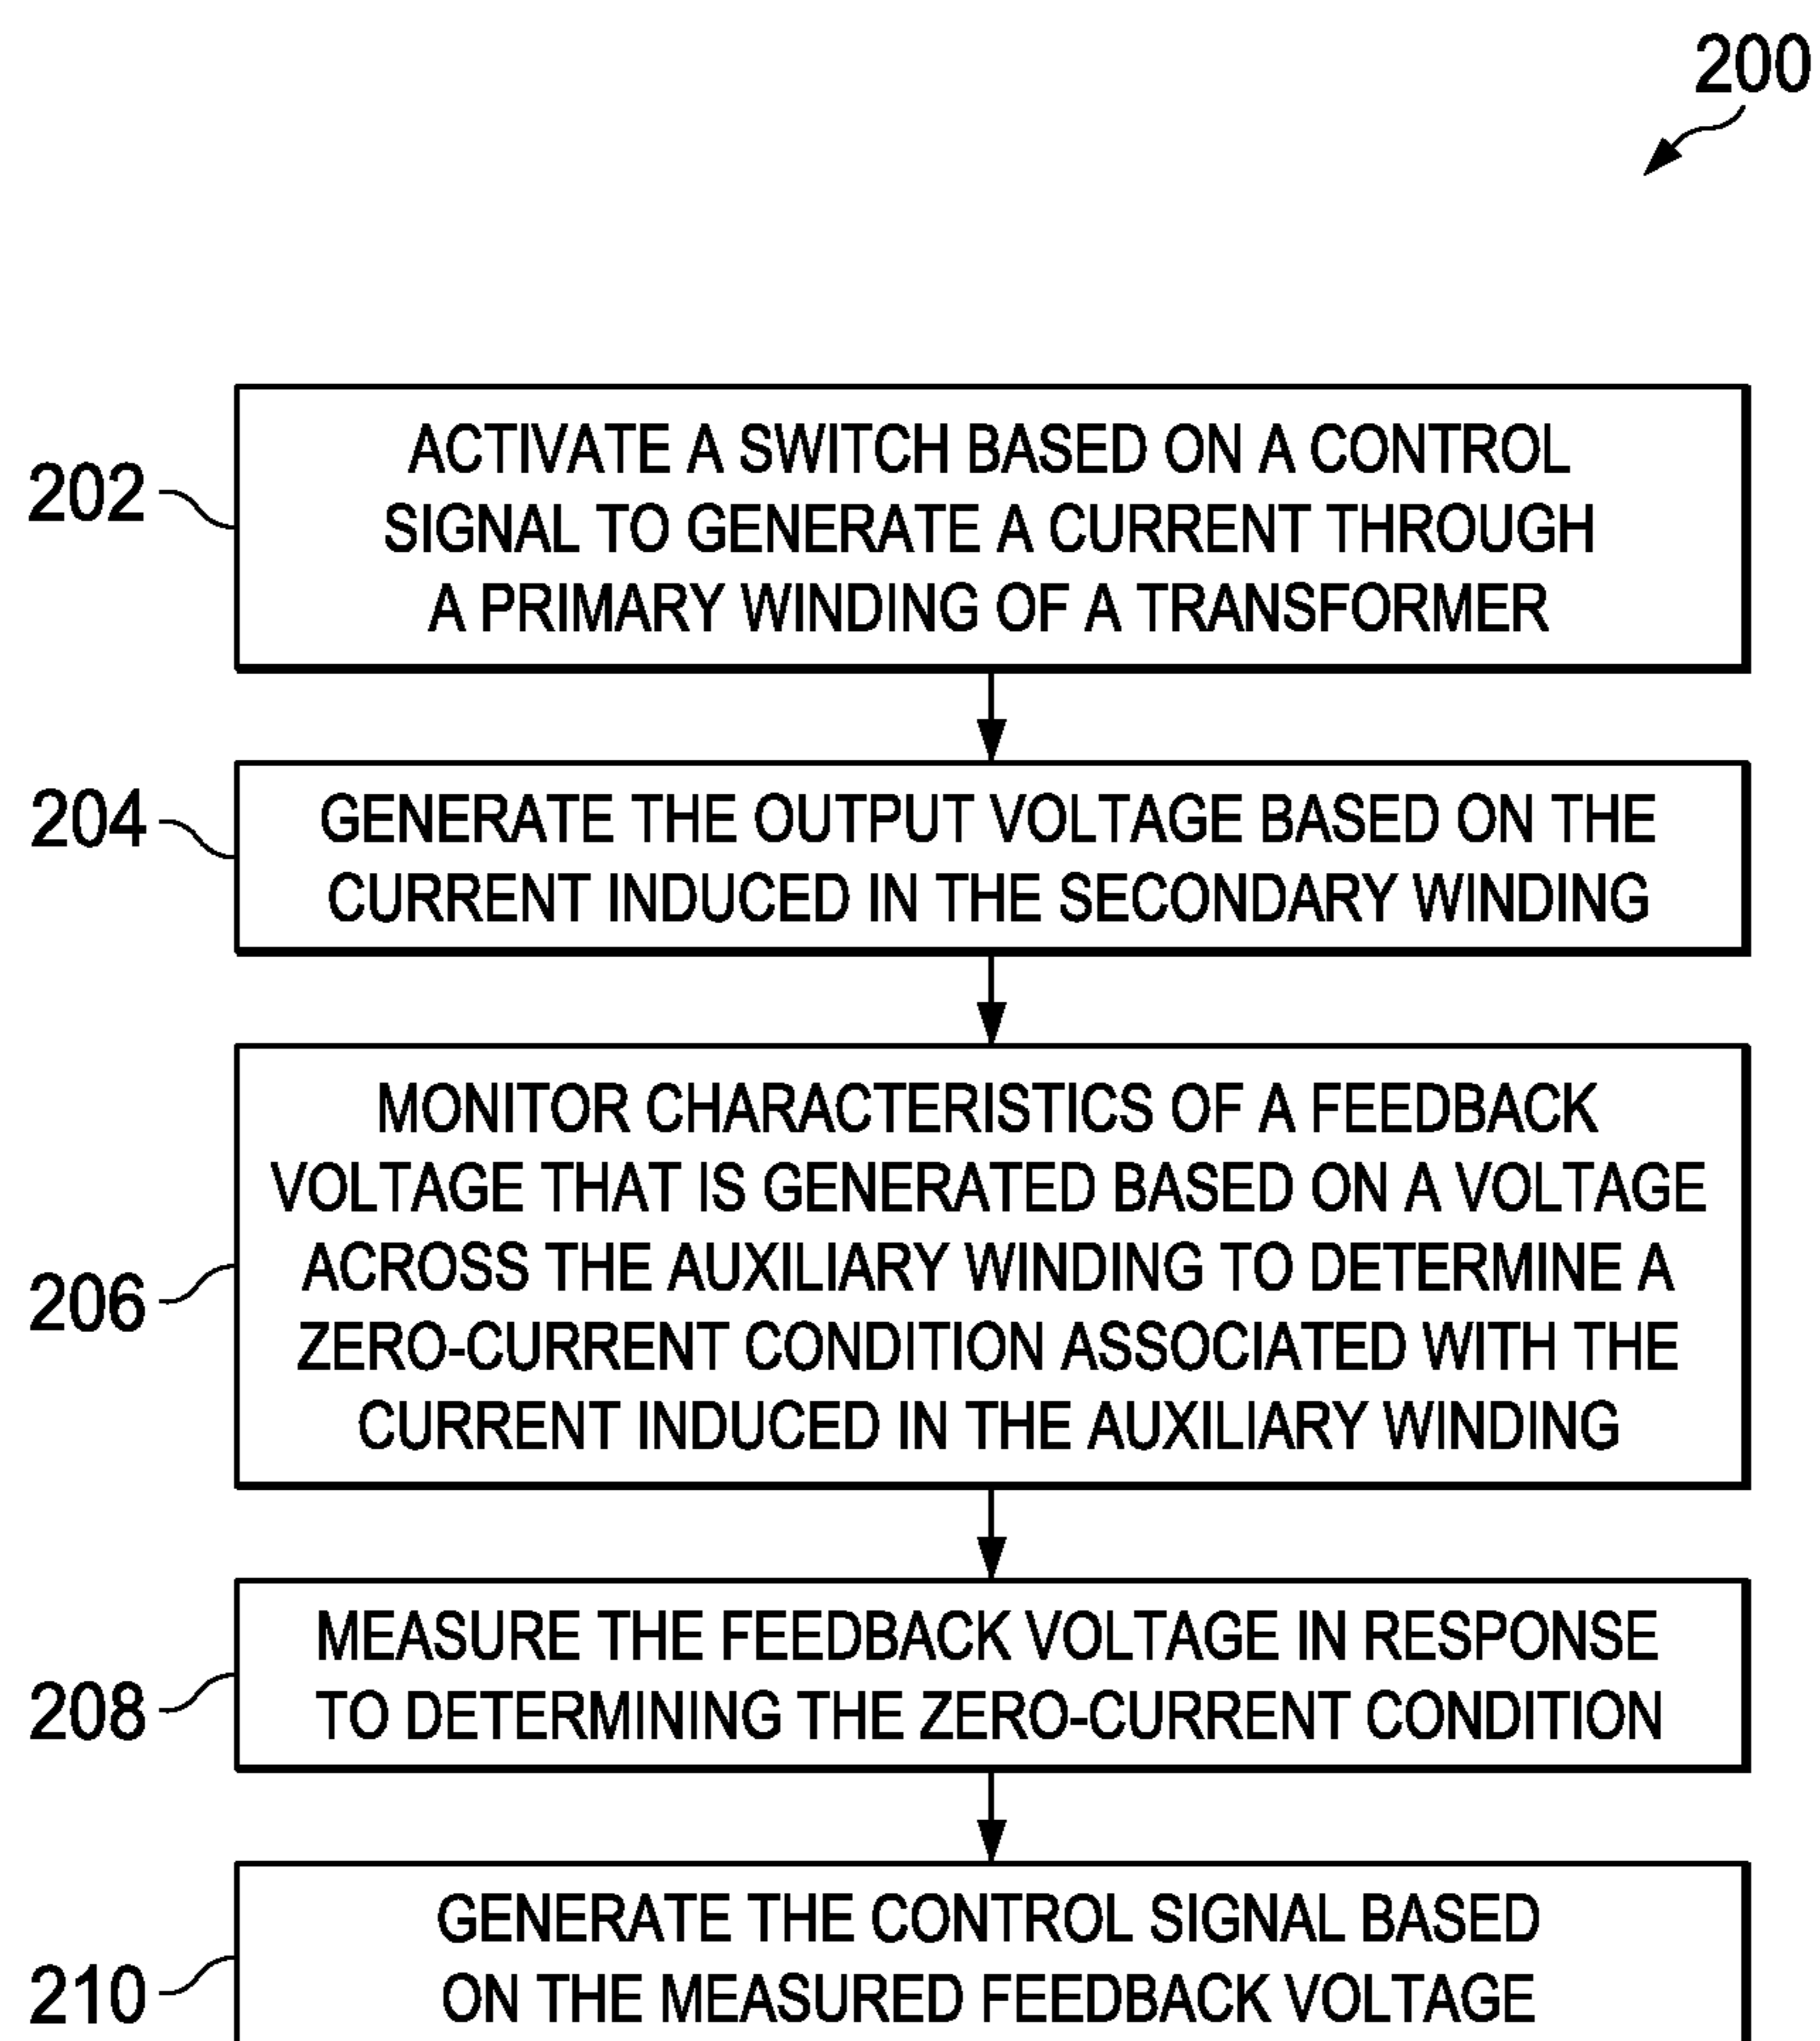 200
202
ACTIVATE A SWITCH BASED ON A CONTROL
SIGNAL TO GENERATE A CURRENT THROUGH
A PRIMARY WINDING OF A TRANSFORMER
204
GENERATE THE OUTPUT VOLTAGE BASED ON THE
CURRENT INDUCED IN THE SECONDARY WINDING
206
MONITOR CHARACTERISTICS OF A FEEDBACK
VOLTAGE THAT IS GENERATED BASED ON A VOLTAGE
ACROSS THE AUXILIARY WINDING TO DETERMINE A
ZERO-CURRENT CONDITION ASSOCIATED WITH THE
CURRENT INDUCED IN THE AUXILIARY WINDING
208
MEASURE THE FEEDBACK VOLTAGE IN RESPONSE
TO DETERMINING THE ZERO-CURRENT CONDITION
210
GENERATE THE CONTROL SIGNAL BASED
ON THE MEASURED FEEDBACK VOLTAGE